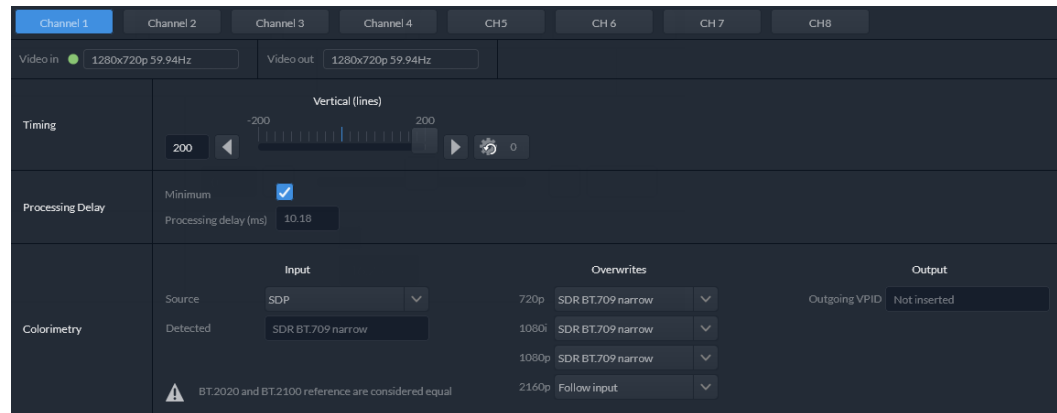 Channel 1 Channel 2 Channel 3 Channel 4 CH5 CH 6 CH 7 CH8
Video in 1280x720p 59.94Hz Video out 1280x720p 59.94Hz
Vertical (lines)
-200 200
Timing
200 0
Minimum
Processing Delay
Processing delay (ms) 10.18
Input Overwrites Output
Source SDP 720p SDR BT.709 narrow Outgoing VPID Not inserted
Colorimetry Detected SDR BT.709 narrow 1080i SDR BT.709 narrow
1080p SDR BT.709 narrow
BT.2020 and BT.2100 reference are considered equal 2160p Follow input